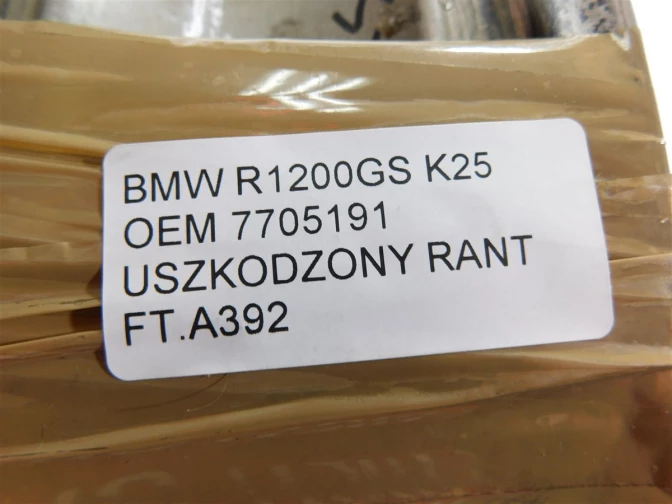 BMW R1200GS K25
OEM 7705191
USZKODZONY RANT
FT.A392